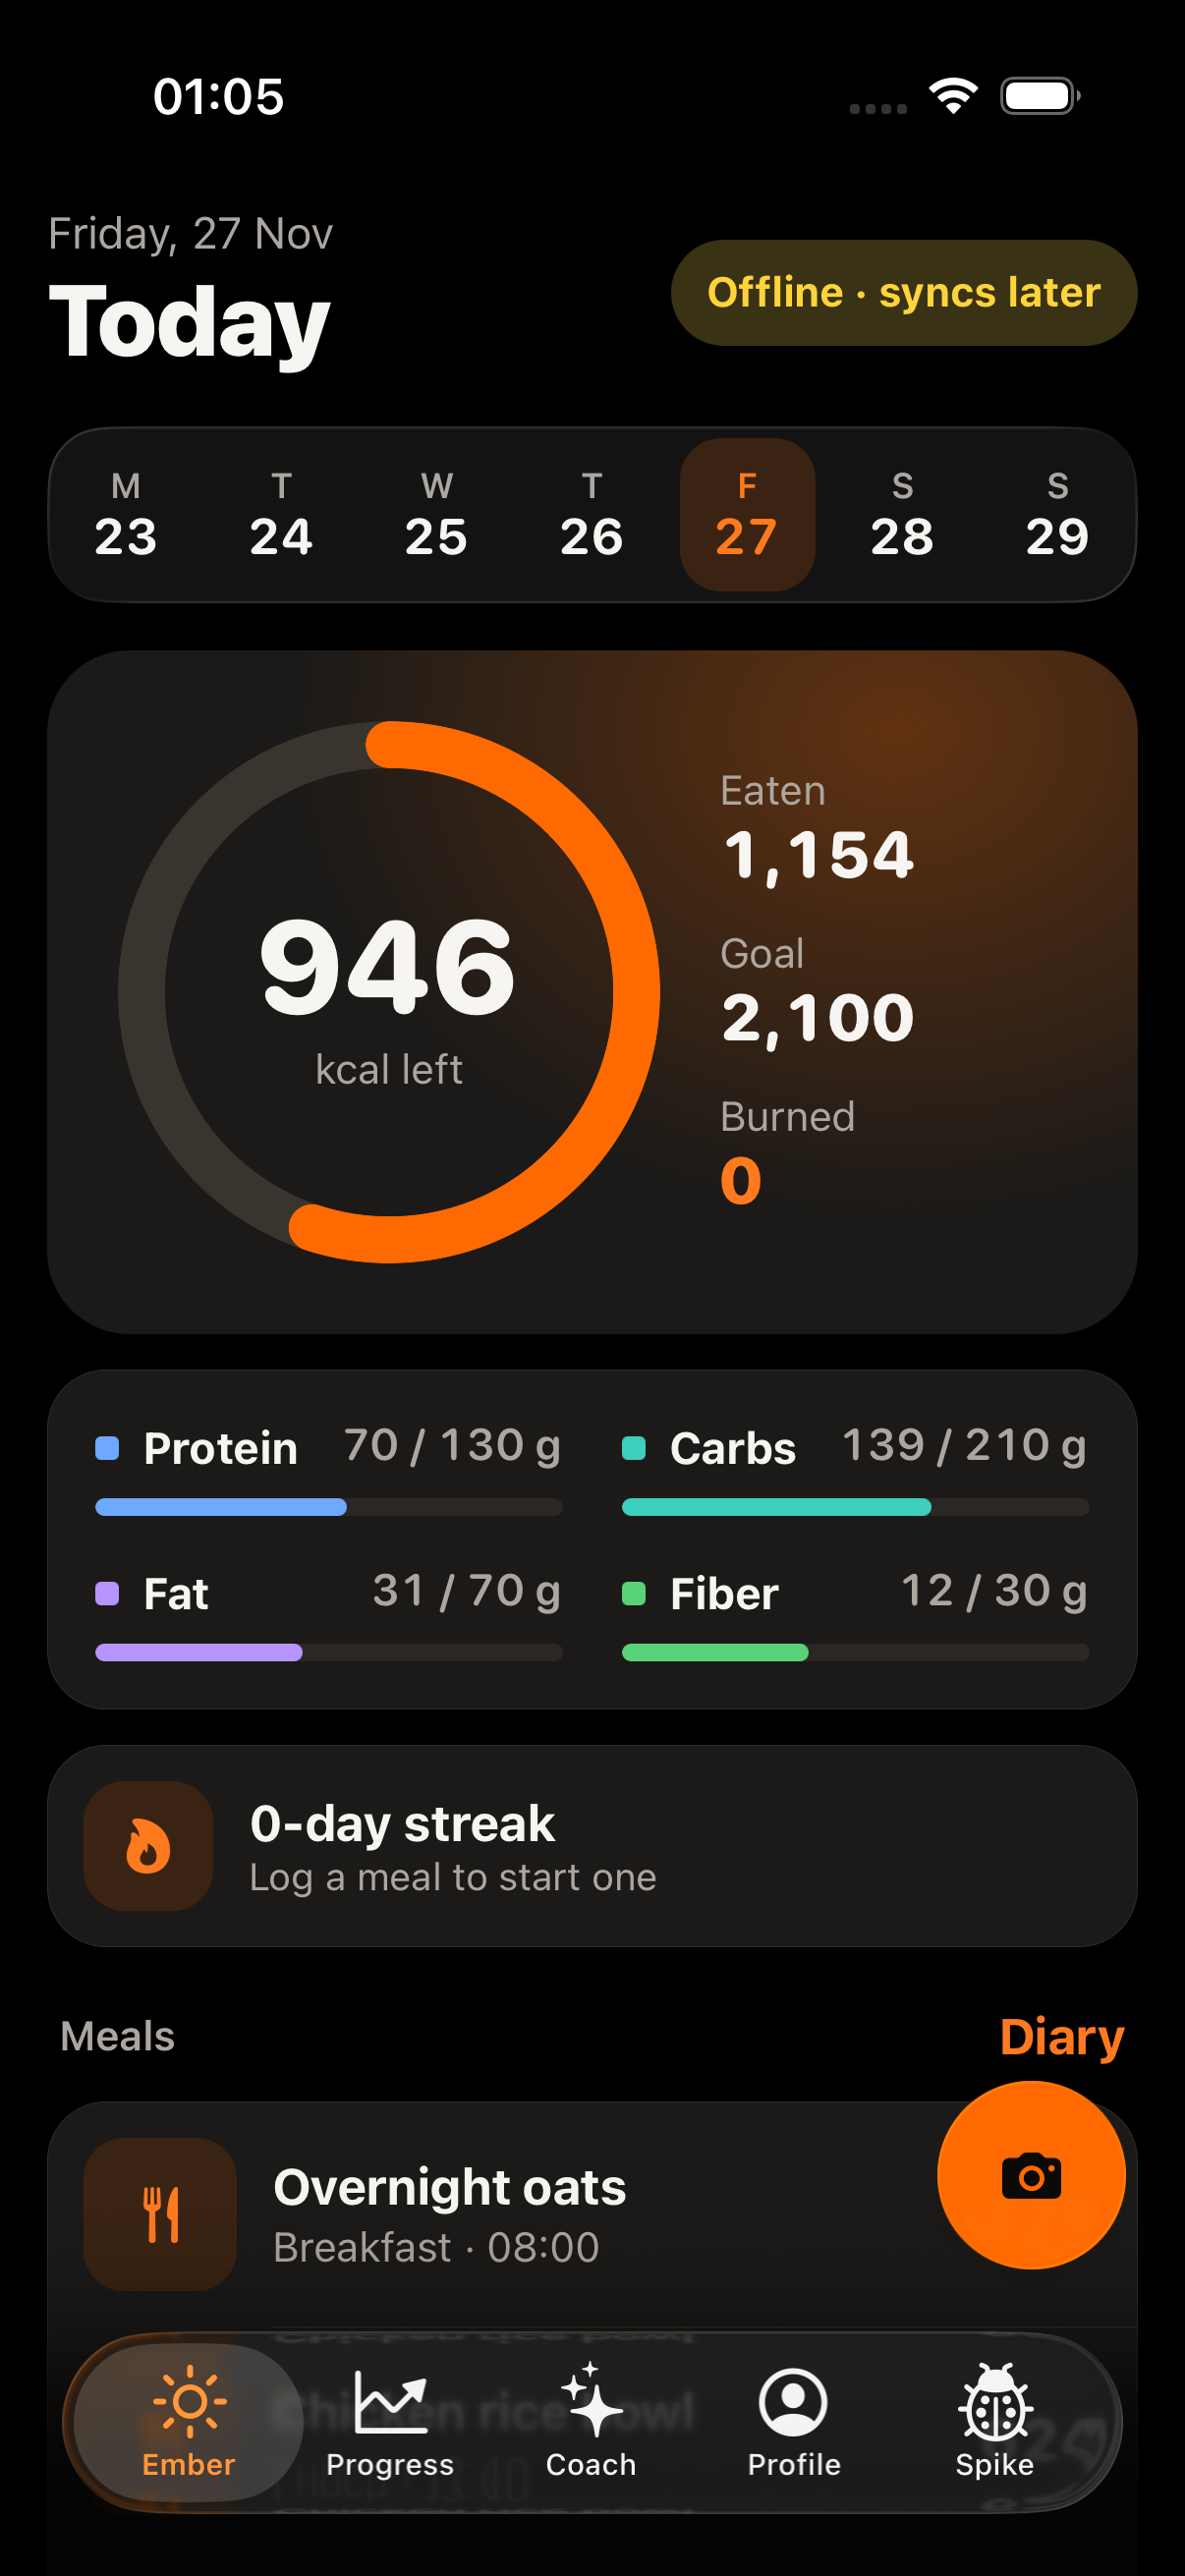 01:05
Friday, 27 Nov
Today
Offline · syncs later
M T W T F S S
23 24 25 26 27 28 29
946
kcal left
Eaten
1,154
Goal
2,100
Burned
0
Protein 70 / 130 g
Carbs 139 / 210 g
Fat 31 / 70 g
Fiber 12 / 30 g
0-day streak
Log a meal to start one
Meals
Diary
Overnight oats
Breakfast · 08:00
Chicken rice bowl
Ember
Progress
Coach
Profile
Spike